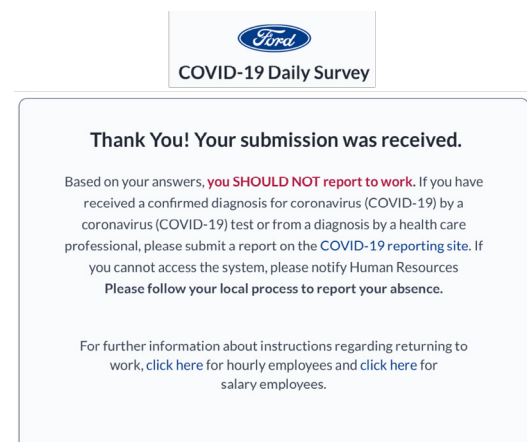 Ford
COVID-19 Daily Survey
Thank You! Your submission was received.
Based on your answers, you SHOULD NOT report to work. If you have
received a confirmed diagnosis for coronavirus (COVID-19) by a
coronavirus (COVID-19) test or from a diagnosis by a health care
professional, please submit a report on the COVID-19 reporting site. If
you cannot access the system, please notify Human Resources
Please follow your local process to report your absence.
For further information about instructions regarding returning to
work, click here for hourly employees and click here for
salary employees.